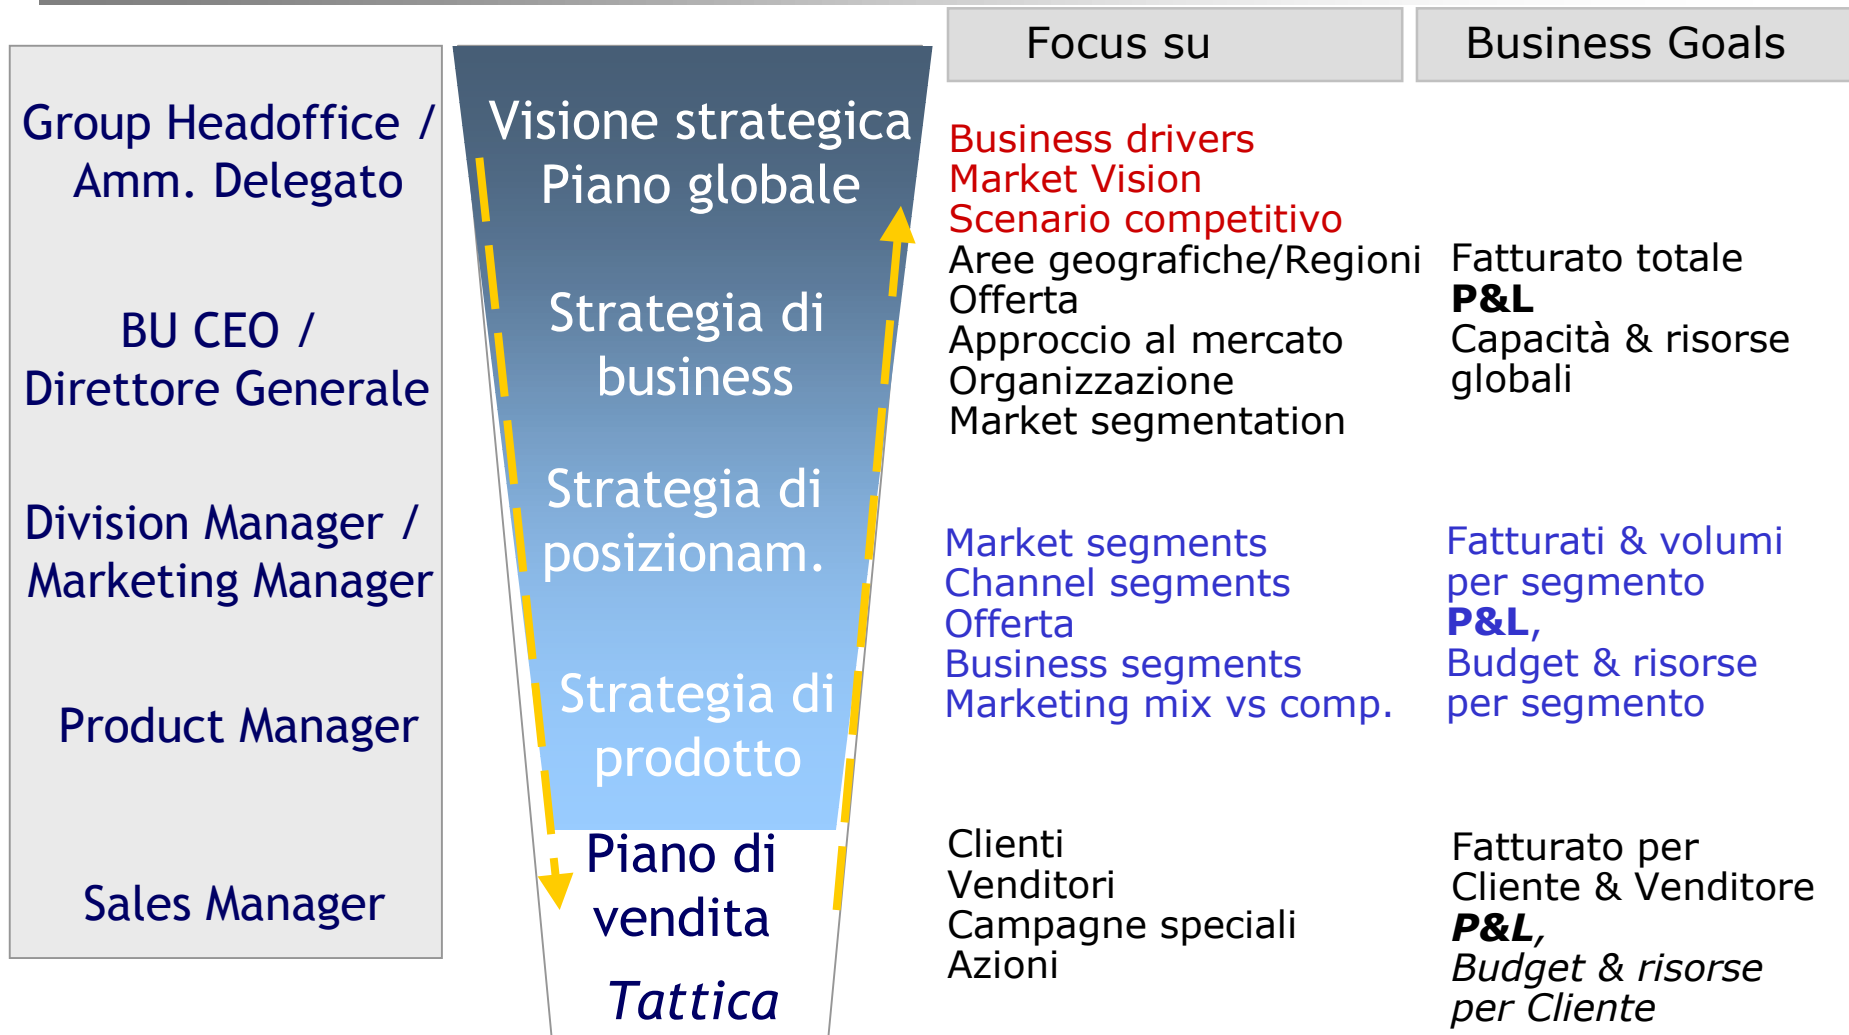 Focus su
Business Goals
Group Headoffice /
Amm. Delegato
BU CEO /
Direttore Generale
Division Manager /
Marketing Manager
Product Manager
Sales Manager
Visione strategica
Piano globale
Strategia di
business
Strategia di
posizionam.
Strategia di
prodotto
Piano di
vendita
Tattica
Business drivers
Market Vision
Scenario competitivo
Aree geografiche/Regioni
Offerta
Approccio al mercato
Organizzazione
Market segmentation
Fatturato totale
P&L
Capacità & risorse
globali
Market segments
Channel segments
Offerta
Business segments
Marketing mix vs comp.
Fatturati & volumi
per segmento
P&L,
Budget & risorse
per segmento
Clienti
Venditori
Campagne speciali
Azioni
Fatturato per
Cliente & Venditore
P&L,
Budget & risorse
per Cliente